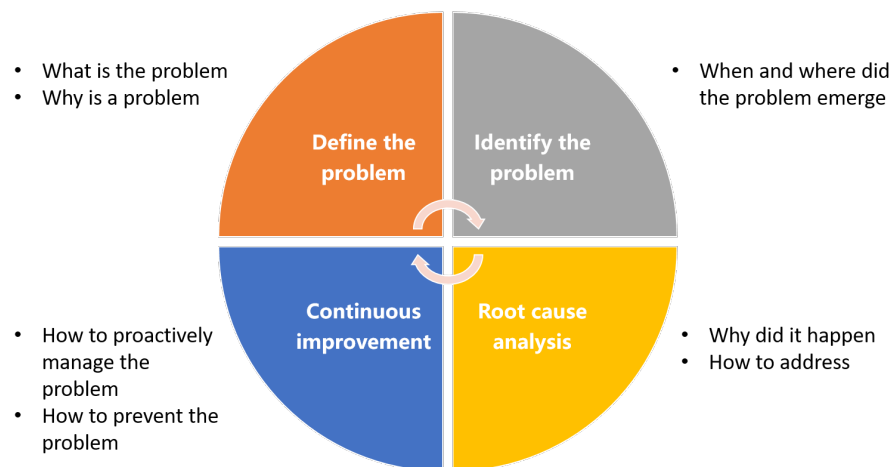 • What is the problem
• Why is a problem
• When and where did
the problem emerge
Define the
problem
Identify the
problem
Continuous
improvement
Root cause
analysis
• How to proactively
manage the
problem
• How to prevent the
problem
• Why did it happen
• How to address